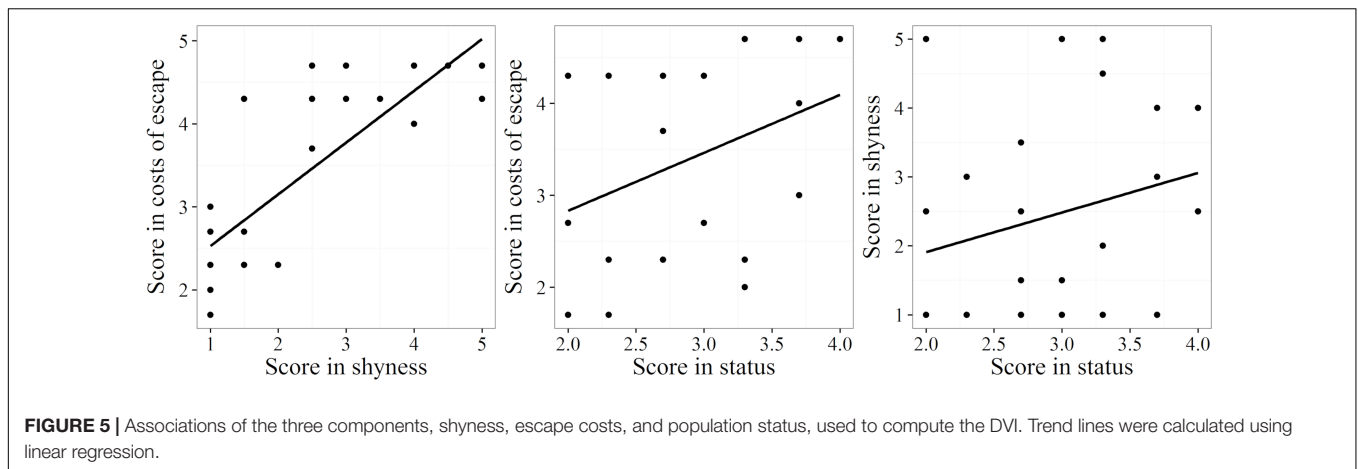 5
4
3
2
Score in costs of escape
1 2 3 4 5
Score in shyness
4
3
2
Score in costs of escape
2.0 2.5 3.0 3.5 4.0
Score in status
5
4
3
2
1
Score in shyness
2.0 2.5 3.0 3.5 4.0
Score in status
FIGURE 5 | Associations of the three components, shyness, escape costs, and population status, used to compute the DVI. Trend lines were calculated using
linear regression.